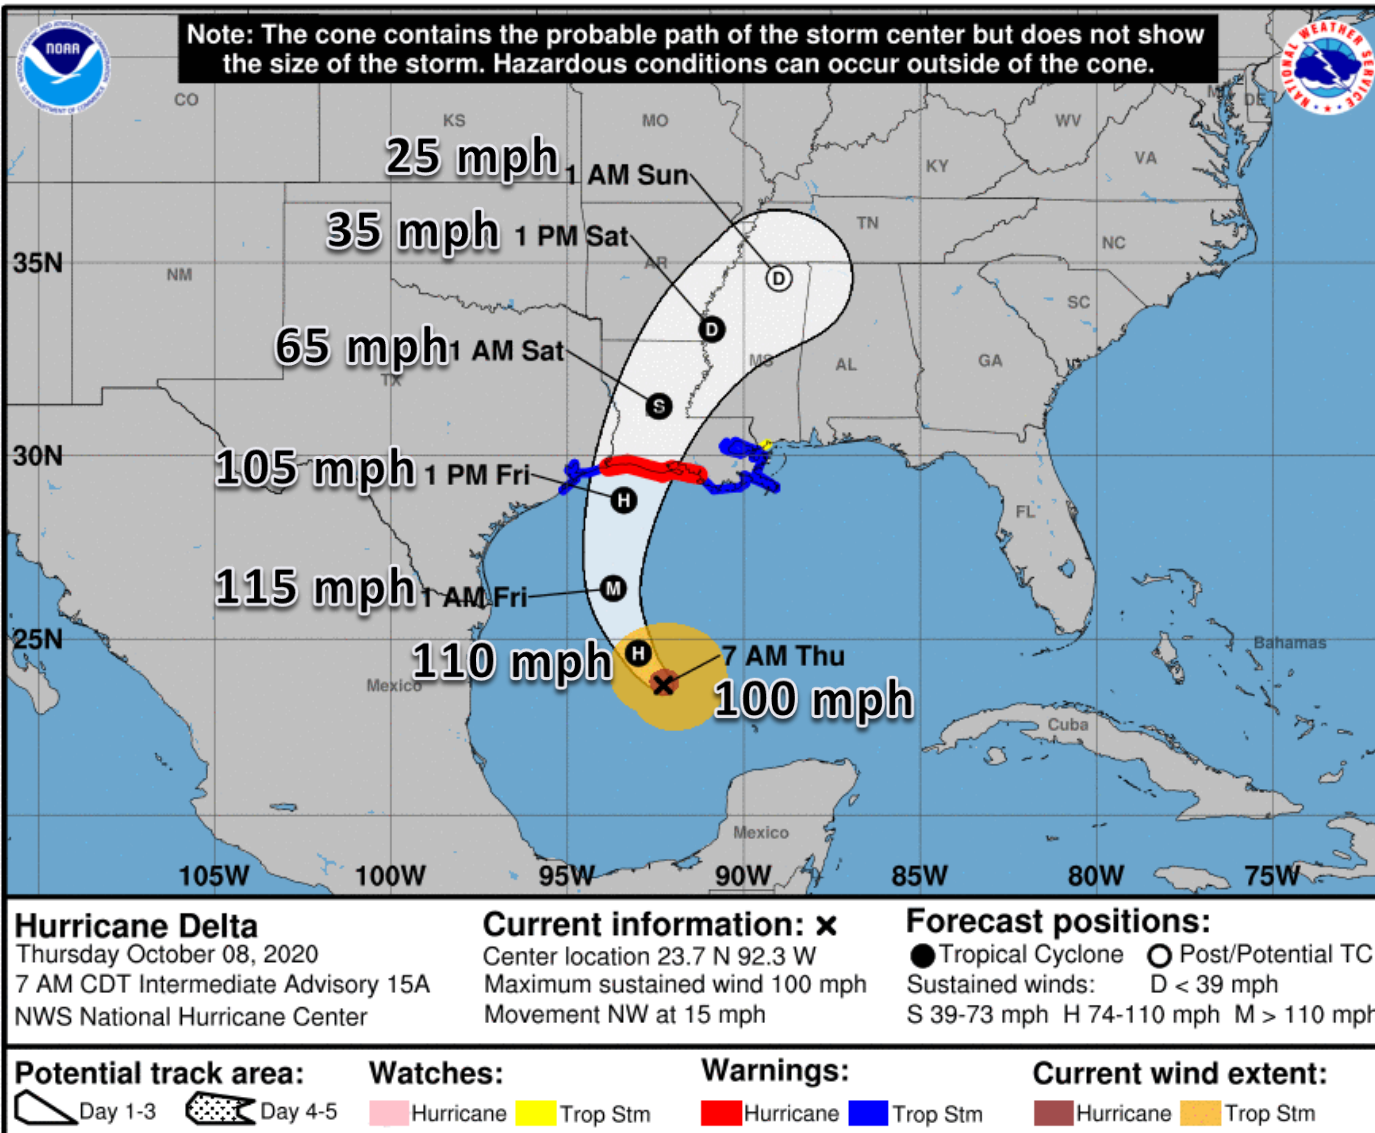 Note: The cone contains the probable path of the storm center but does not show
the size of the storm. Hazardous conditions can occur outside of the cone.
NOAA
NATIONAL WEATHER SERVICE
CO
KS
MO
WV
DE
VA
KY
25 mph 1 AM Sun
35 mph 1 PM Sat
TN
NC
35N
NM
AR
SC
65 mph 1 AM Sat
TX
MS
AL
GA
30N
105 mph 1 PM Fri
FL
115 mph 1 AM Fri
25N
Bahamas
110 mph
7 AM Thu
100 mph
Mexico
Cuba
Mexico
105W 100W 95W 90W 85W 80W 75W
H
M
H
S
D
D
Hurricane Delta
Thursday October 08, 2020
7 AM CDT Intermediate Advisory 15A
NWS National Hurricane Center
Current information: ×
Center location 23.7 N 92.3 W
Maximum sustained wind 100 mph
Movement NW at 15 mph
Forecast positions:
Tropical Cyclone Post/Potential TC
Sustained winds: D < 39 mph
S 39-73 mph H 74-110 mph M > 110 mph
Potential track area:
Day 1-3 Day 4-5
Watches:
Hurricane Trop Stm
Warnings:
Hurricane Trop Stm
Current wind extent:
Hurricane Trop Stm